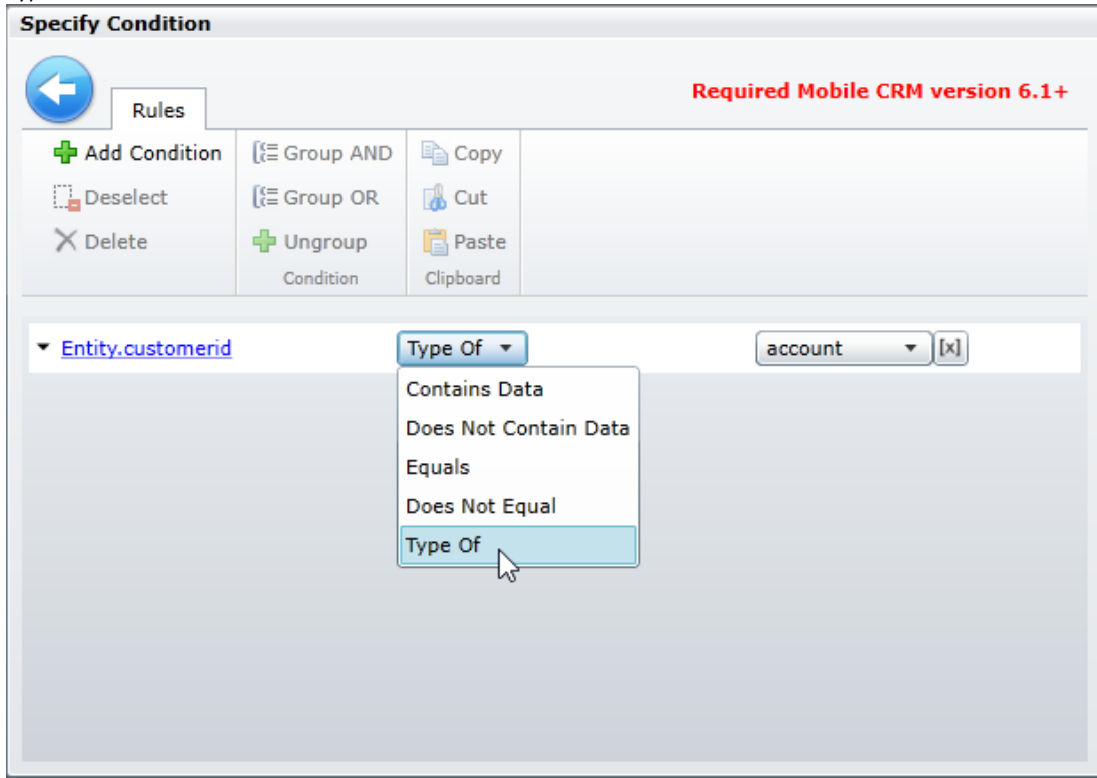 Specify Condition
Rules
Required Mobile CRM version 6.1+
Add Condition
Group AND
Copy
Deselect
Group OR
Cut
Delete
Ungroup
Paste
Condition
Clipboard
Entity.customerid
Type Of
account
[x]
Contains Data
Does Not Contain Data
Equals
Does Not Equal
Type Of